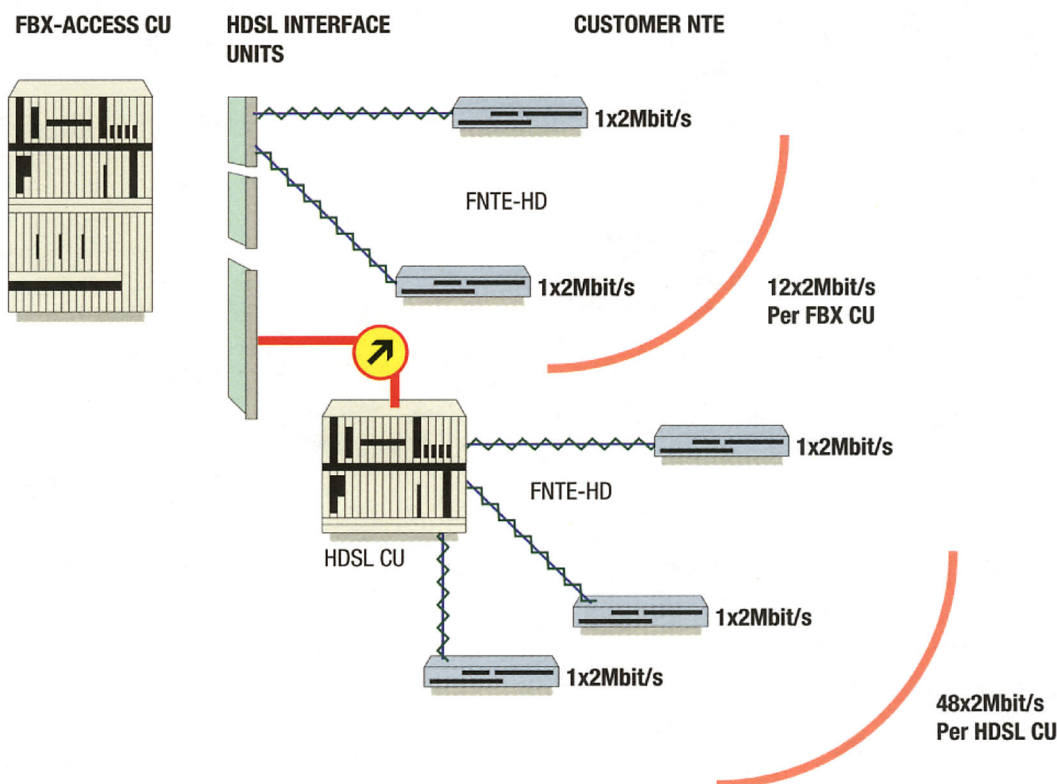 FBX-ACCESS CU
HDSL INTERFACE
UNITS
CUSTOMER NTE
1x2Mbit/s
FNTE-HD
1x2Mbit/s
12x2Mbit/s
Per FBX CU
1x2Mbit/s
FNTE-HD
HDSL CU
1x2Mbit/s
1x2Mbit/s
48x2Mbit/s
Per HDSL CU